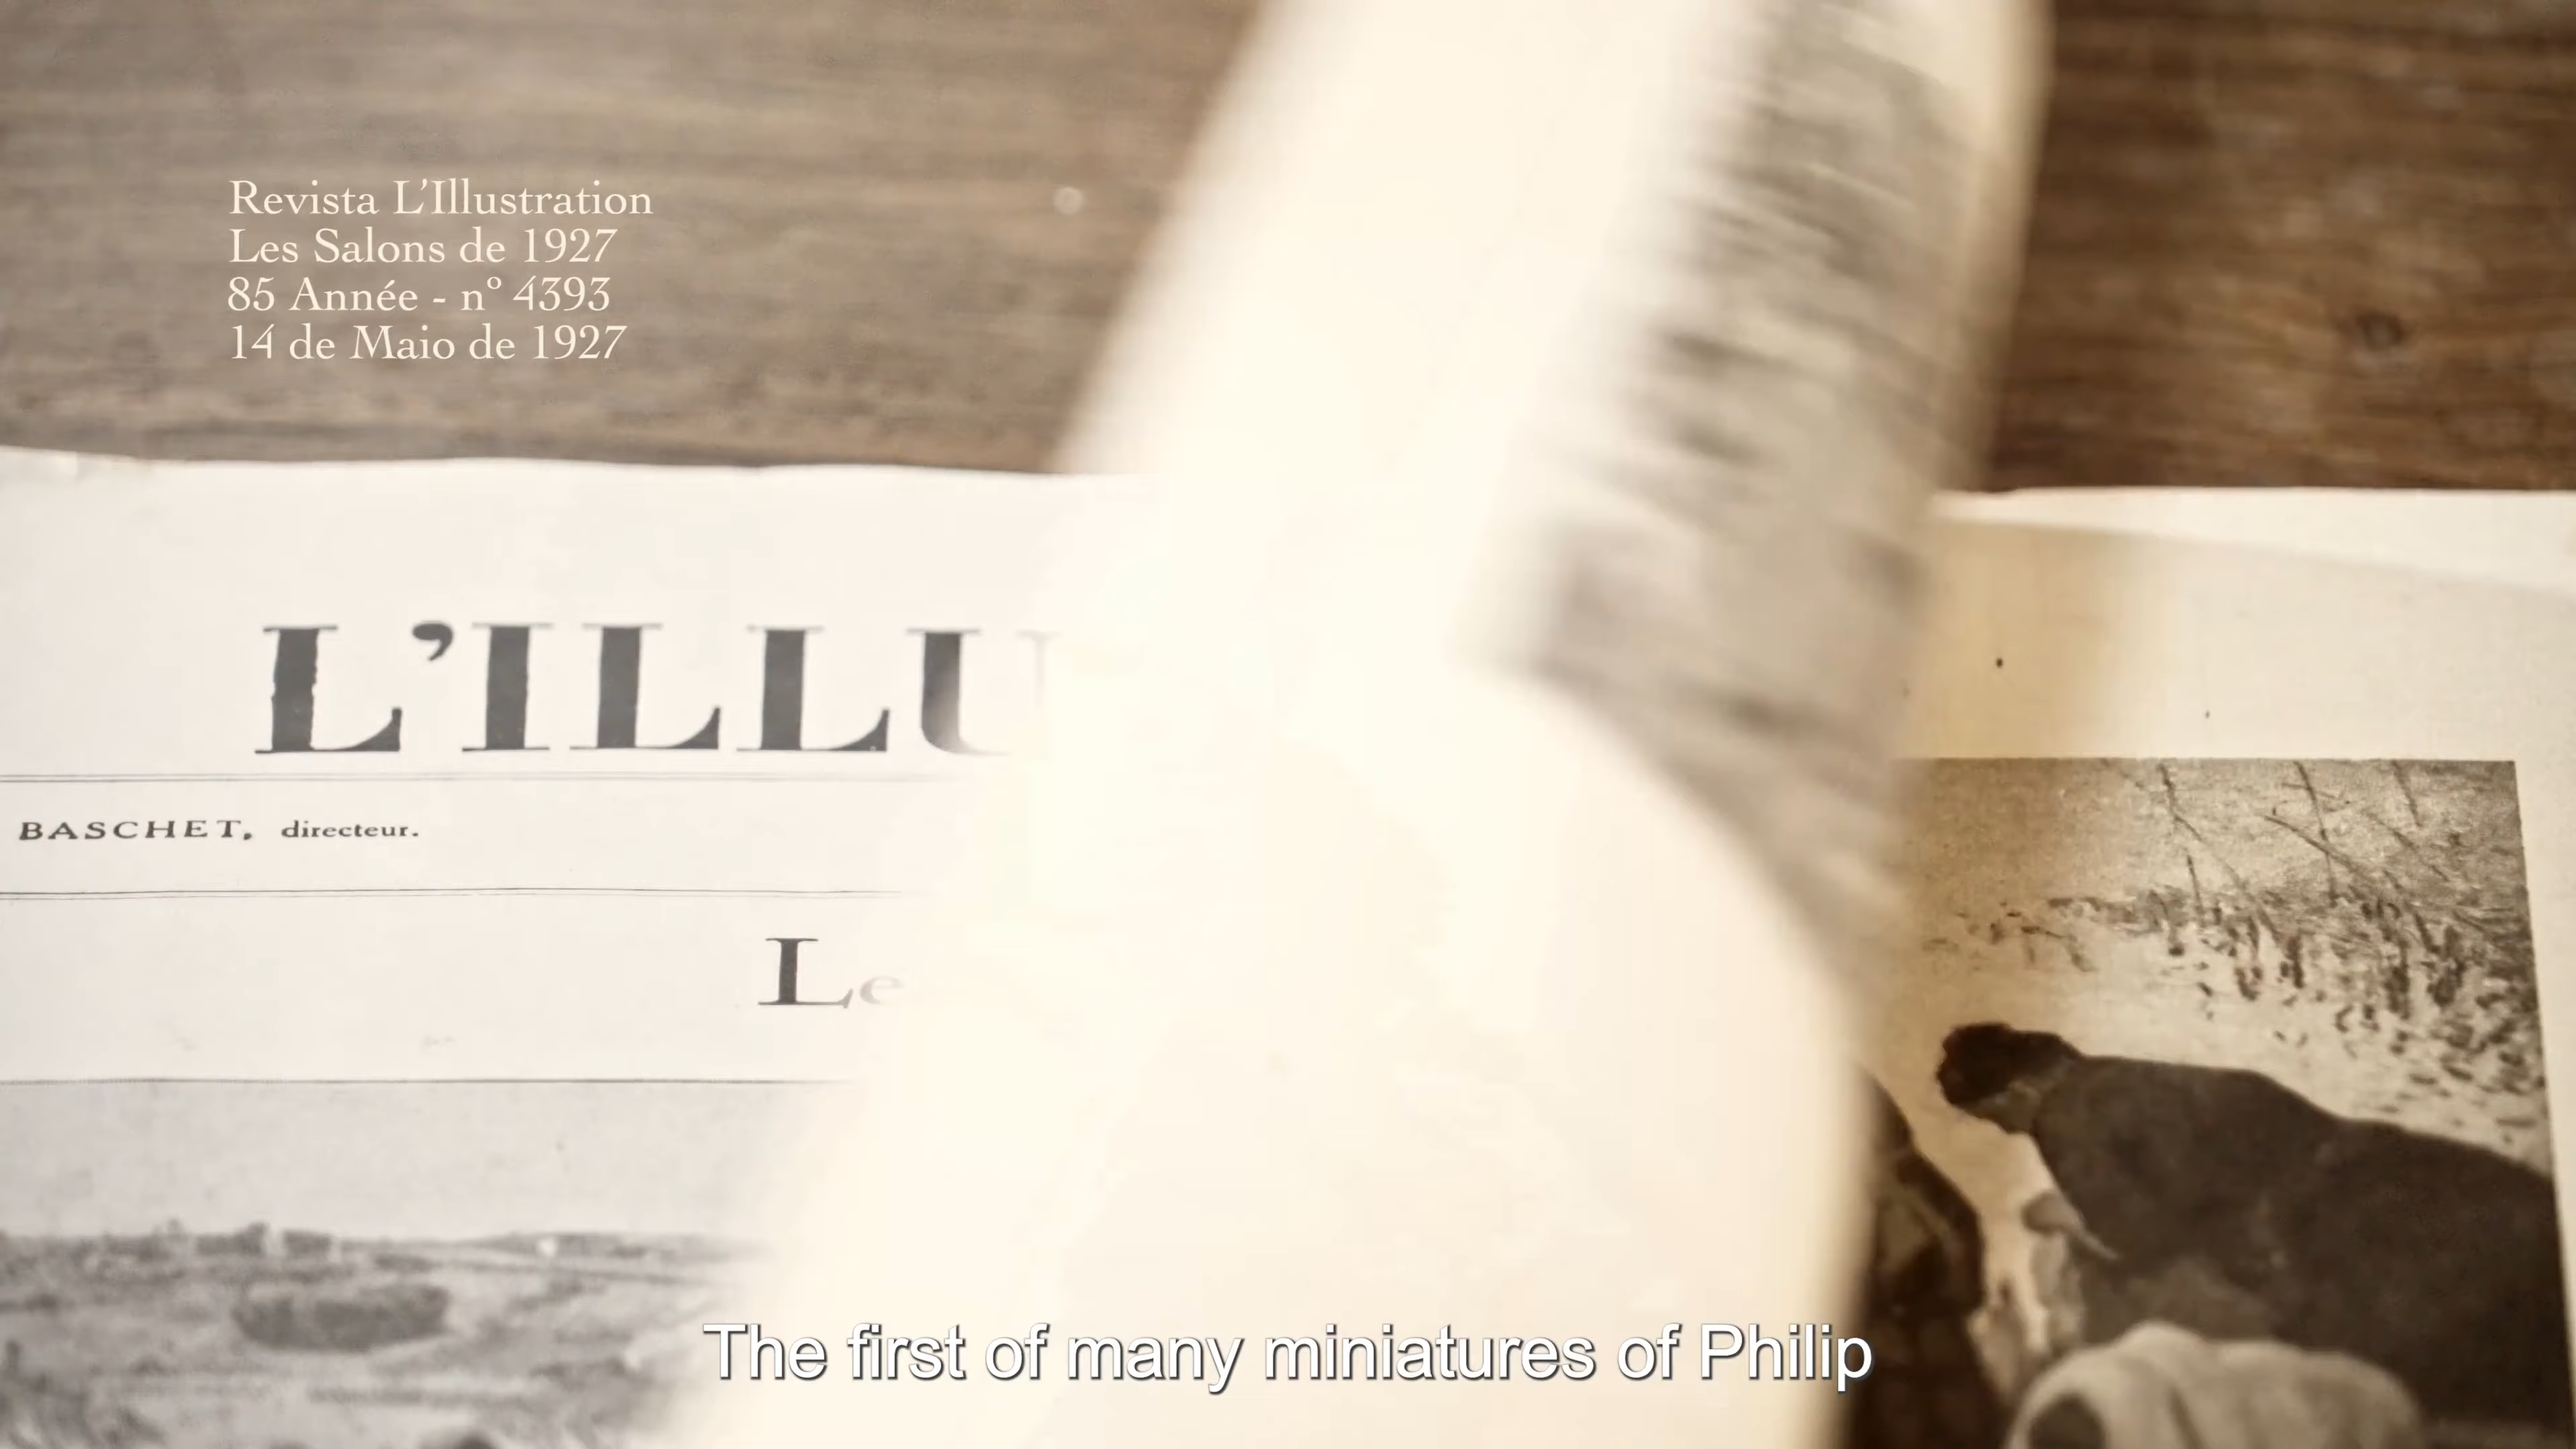 Revista L'Illustration
Les Salons de 1927
85 Année - nº 4393
14 de Maio de 1927
L'ILLU
BASCHET, directeur.
Le
The first of many miniatures of Philip